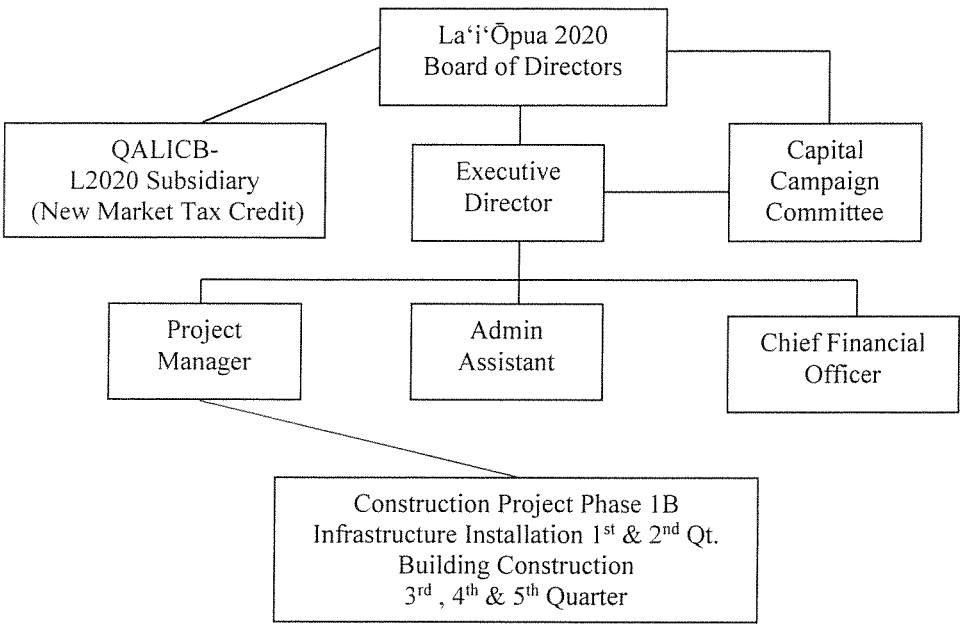 La‘i‘Ōpua 2020
Board of Directors
QALICB-
L2020 Subsidiary
(New Market Tax Credit)
Executive
Director
Capital
Campaign
Committee
Project
Manager
Admin
Assistant
Chief Financial
Officer
Construction Project Phase 1B
Infrastructure Installation 1st & 2nd Qt.
Building Construction
3rd , 4th & 5th Quarter